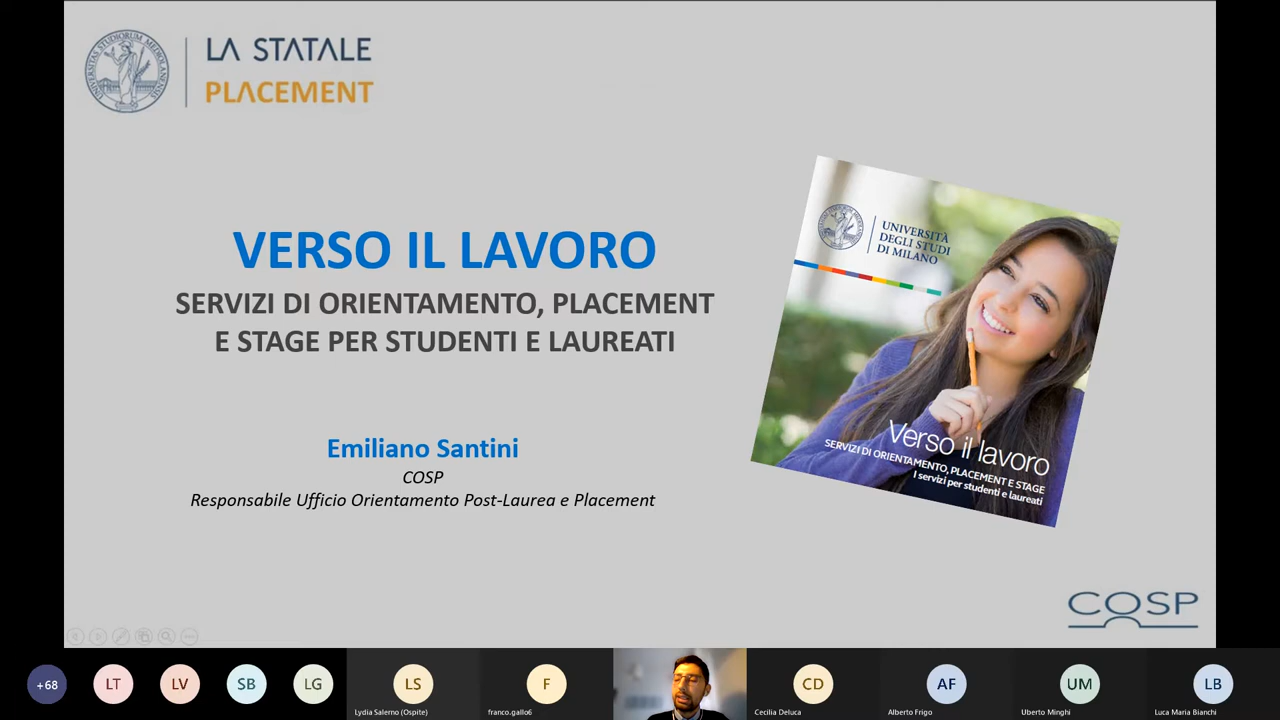 LA STATALE
PLACEMENT
UNIVERSITÀ
DEGLI STUDI
DI MILANO
VERSO IL LAVORO
SERVIZI DI ORIENTAMENTO, PLACEMENT
E STAGE PER STUDENTI E LAUREATI
Verso il lavoro
SERVIZI DI ORIENTAMENTO, PLACEMENT E STAGE
I servizi per studenti e laureati
Emiliano Santini
COSP
Responsabile Ufficio Orientamento Post-Laurea e Placement
COSP
+68
LT
LV
SB
LG
LS
F
CD
AF
UM
LB
Lydia Salerno (Ospite)
franco.gallo6
Cecilia Deluca
Alberto Frigo
Uberto Minghi
Luca Maria Bianchi